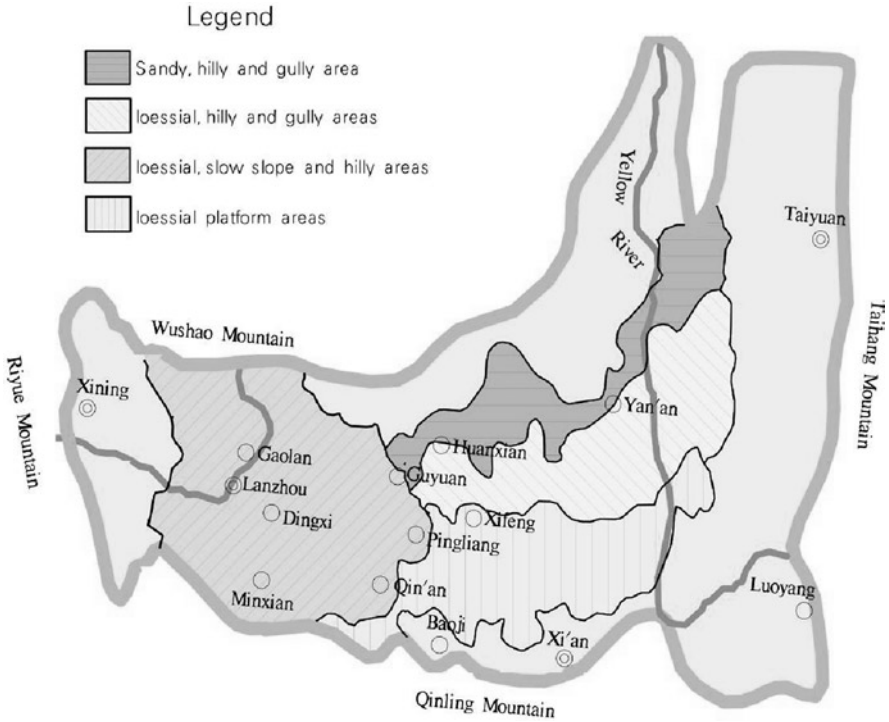 Legend
Sandy, hilly and gully area
loessial, hilly and gully areas
loessial, slow slope and hilly areas
loessial platform areas
Yellow
River
Taiyuan
Wushao Mountain
Riyue Mountain
Taihang Mountain
Xining
Yan'an
Gaolan
Huanxian
Guyuan
Lanzhou
Dingxi
Xifeng
Pingliang
Minxian
Qin'an
Luoyang
Baoji
Xi'an
Qinling Mountain